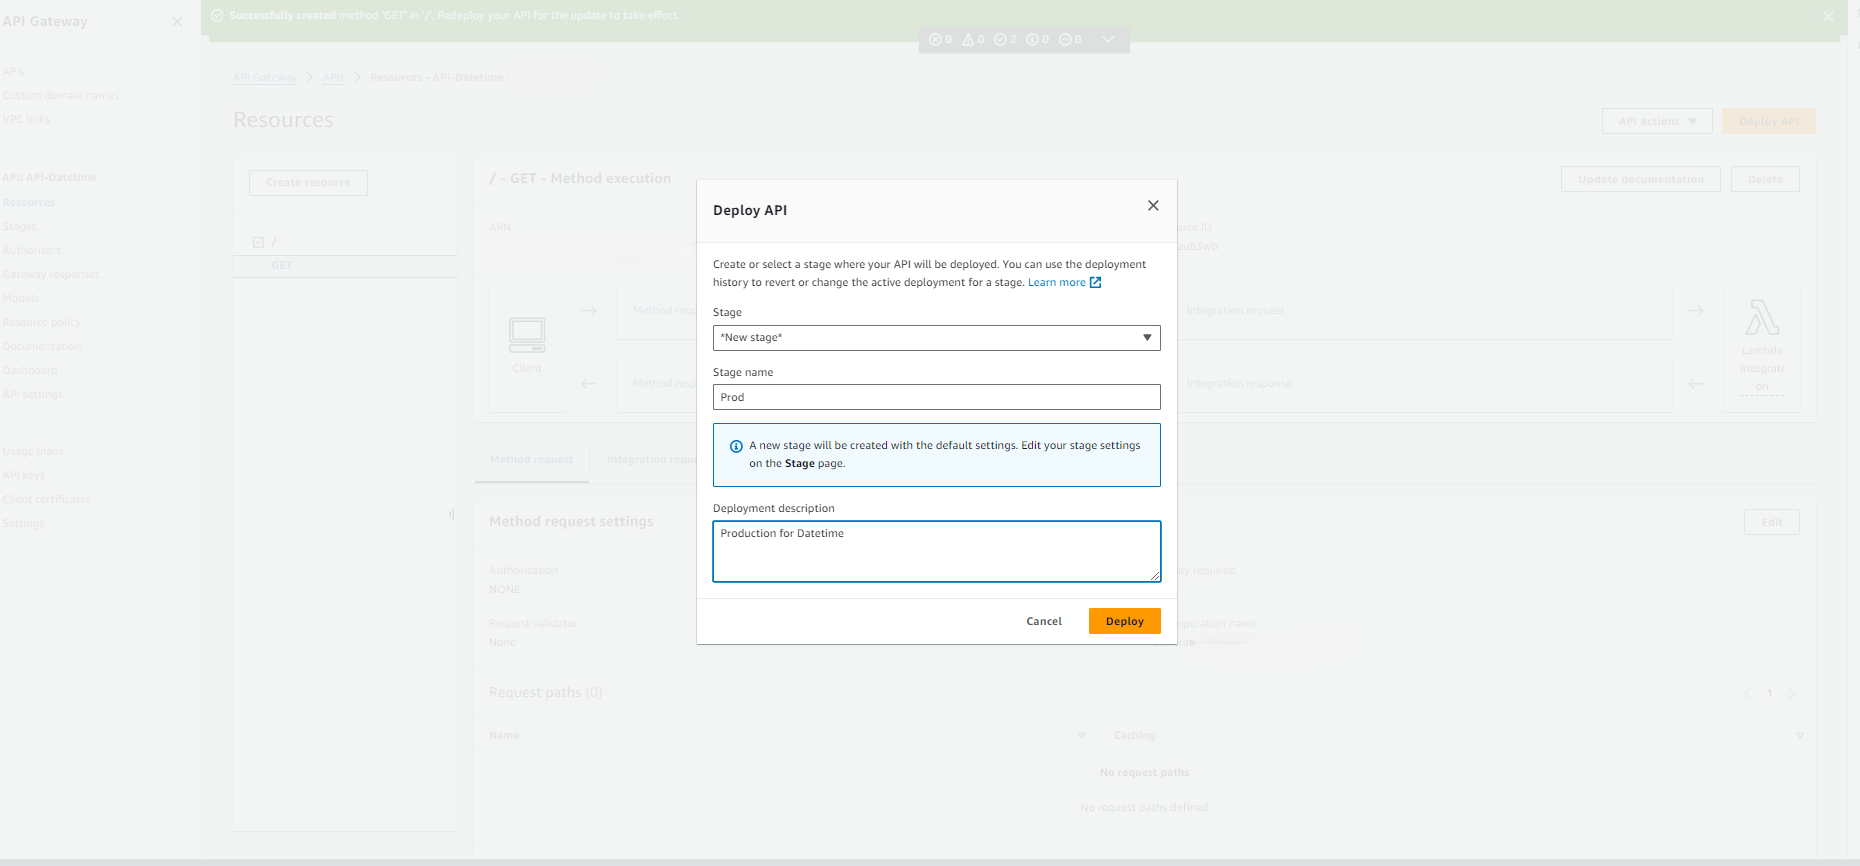 API Gateway
Successfully created method 'GET' in '/'. Redeploy your API for the update to take effect.
0 0 2 0 0
APIs
Custom domain names
VPC links
API: API-Datetime
Resources
Stages
Authorizers
Gateway responses
Models
Resource policy
Documentation
Dashboard
API settings
Usage plans
API keys
Client certificates
Settings
API Gateway > APIs > Resources - API-Datetime
Resources
API actions
Deploy API
Create resource
/
GET
/ - GET - Method execution
Update documentation
Delete
ARN
Client
Integration request
Integration response
Lambda
integrati
on
Method request
Method request settings
Edit
Authorization
NONE
Request validator
None
Request paths (0)
1
Name
Caching
No request paths
No request paths defined
Deploy API
Create or select a stage where your API will be deployed. You can use the deployment
history to revert or change the active deployment for a stage. Learn more
Stage
*New stage*
Stage name
Prod
A new stage will be created with the default settings. Edit your stage settings
on the Stage page.
Deployment description
Production for Datetime
Cancel
Deploy